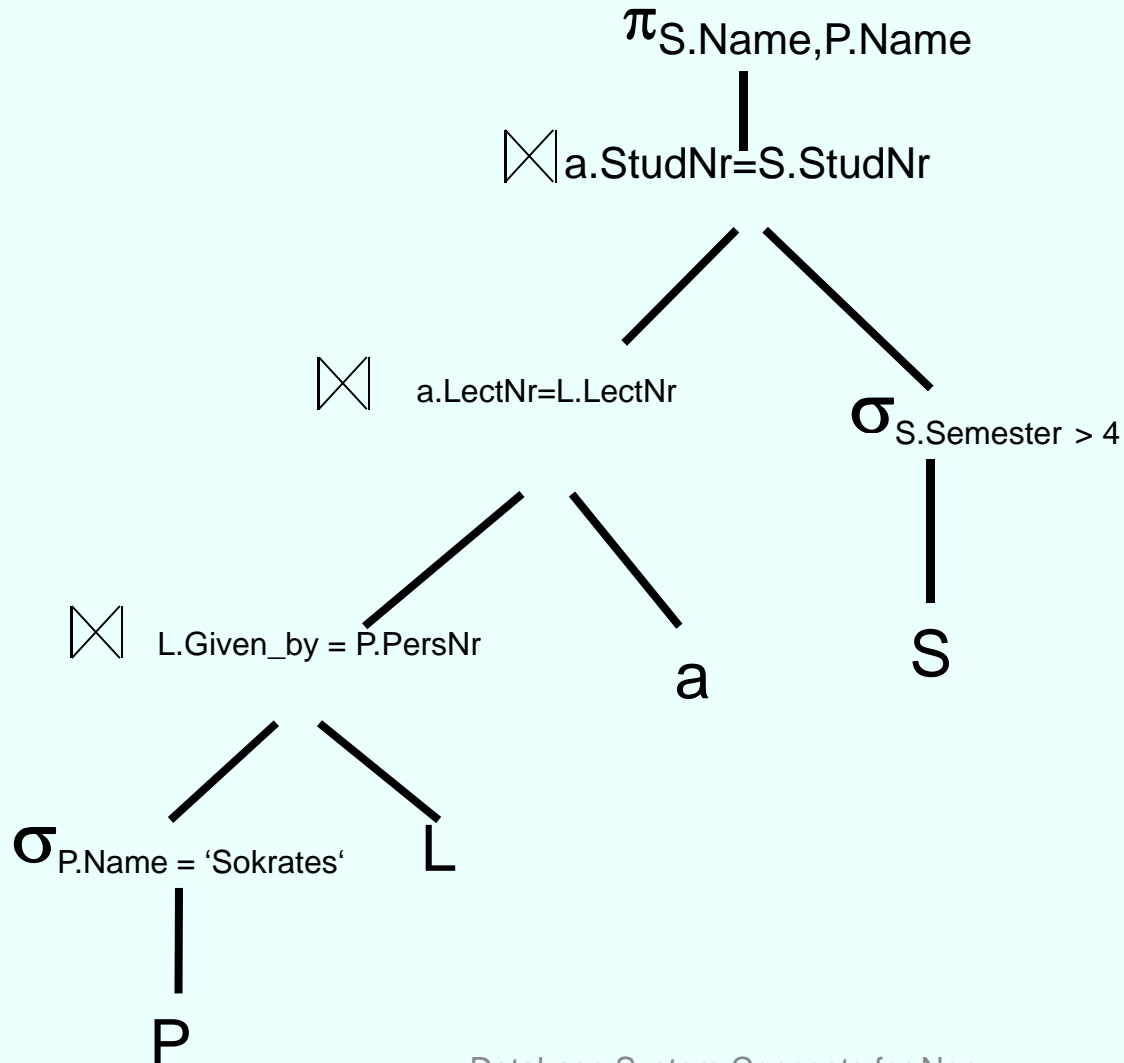 πS.Name,P.Name
⋈a.StudNr=S.StudNr
⋈ a.LectNr=L.LectNr
σS.Semester > 4
⋈ L.Given_by = P.PersNr
a
S
σP.Name = ‘Sokrates‘
L
P